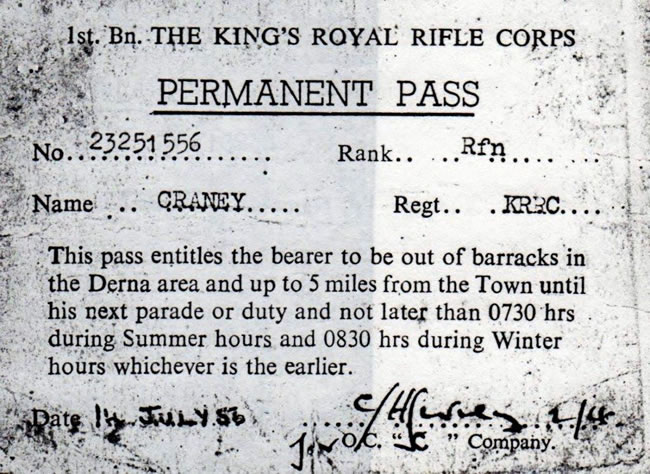 1st. Bn. THE KING'S ROYAL RIFLE CORPS
PERMANENT PASS
No. 23251556 Rank. Rfn
Name CRANEY Regt. KRRC
This pass entitles the bearer to be out of barracks in
the Derna area and up to 5 miles from the Town until
his next parade or duty and not later than 0730 hrs
during Summer hours and 0830 hrs during Winter
hours whichever is the earlier.
Date JULY
for O.C. " " Company.